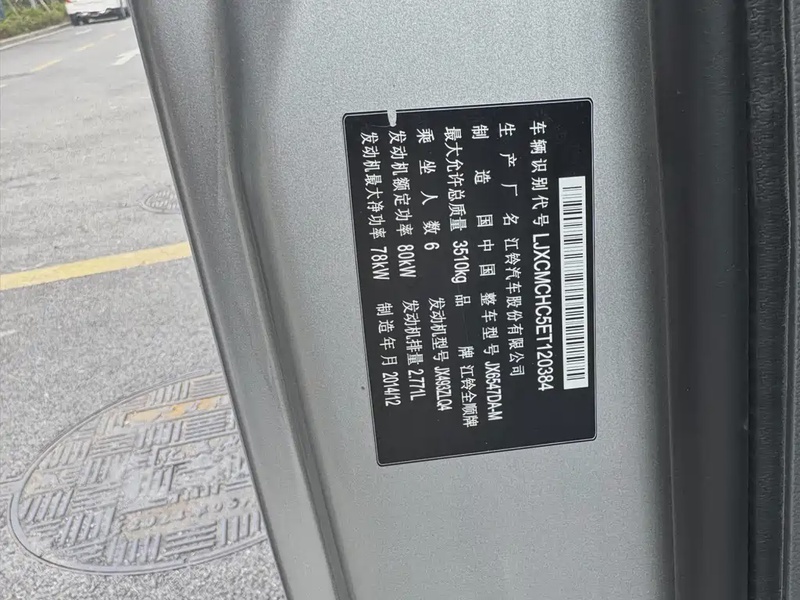 车辆识别代号 LJXCMCHC5ET120384
生产厂名 江铃汽车股份有限公司
制造国 中国 整车型号 JX6547DA-M
最大允许总质量 3510kg 品牌 江铃全顺牌
乘坐人数 6 发动机型号 JX493ZLQ4
发动机额定功率 80kW 发动机排量 2.771L
发动机最大净功率 78kW 制造年月 2014/12